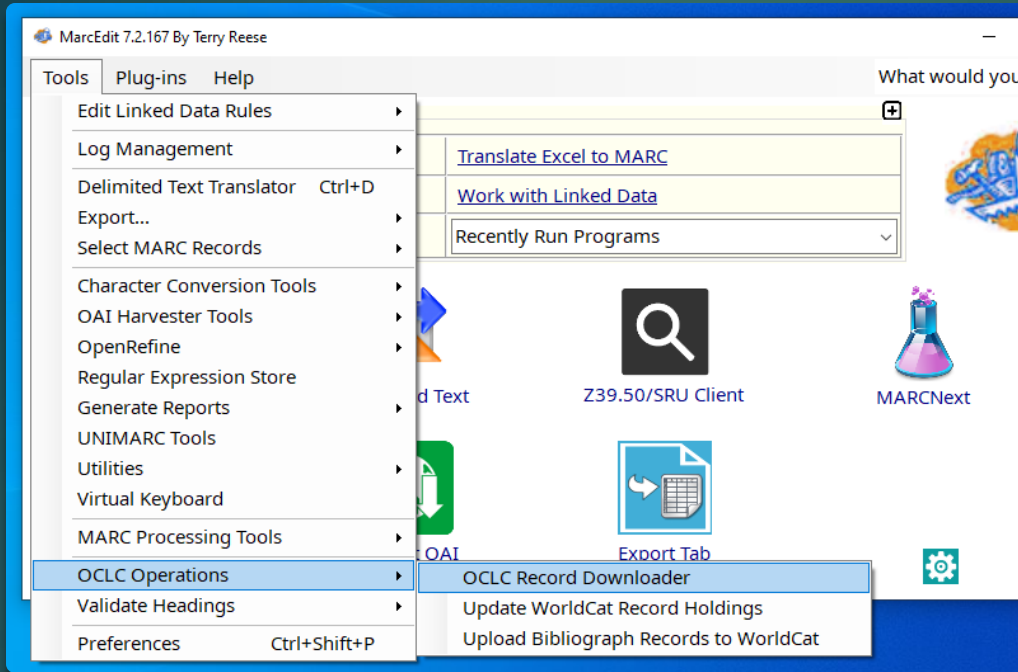 MarcEdit 7.2.167 By Terry Reese
Tools Plug-ins Help What would you
Edit Linked Data Rules
Log Management
Delimited Text Translator Ctrl+D
Export...
Select MARC Records
Character Conversion Tools
OAI Harvester Tools
OpenRefine
Regular Expression Store
Generate Reports
UNIMARC Tools
Utilities
Virtual Keyboard
MARC Processing Tools
OCLC Operations
Validate Headings
Preferences Ctrl+Shift+P
OCLC Record Downloader
Update WorldCat Record Holdings
Upload Bibliograph Records to WorldCat
Translate Excel to MARC
Work with Linked Data
Recently Run Programs
d Text
Z39.50/SRU Client
MARCNext
OAI
Export Tab